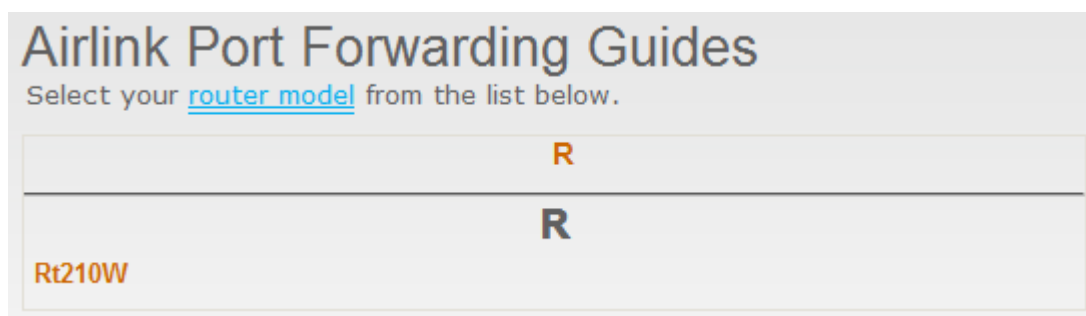 Airlink Port Forwarding Guides
Select your router model from the list below.
R
R
Rt210W